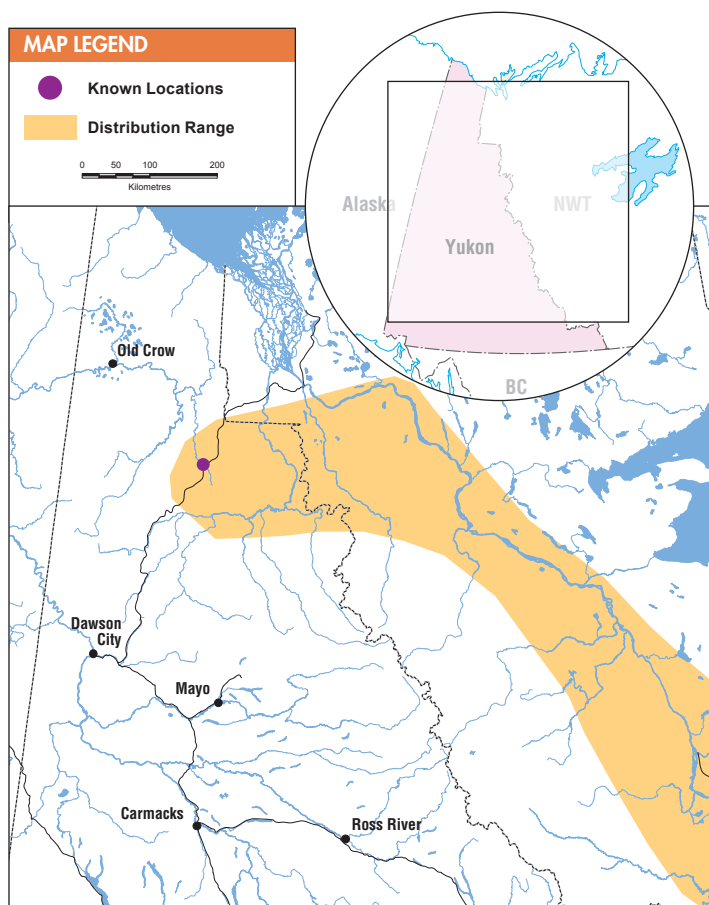 MAP LEGEND
Known Locations
Distribution Range
0 50 100 200
Kilometres
Alaska
NWT
Yukon
BC
Old Crow
Dawson
City
Mayo
Carmacks
Ross River